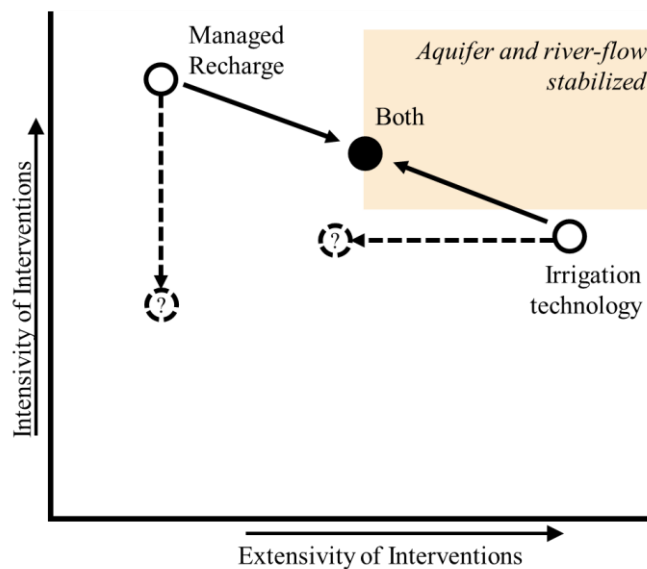 Managed
Recharge
Aquifer and river-flow
stabilized
Both
?
?
Irrigation
technology
Intensivity of Interventions
Extensivity of Interventions